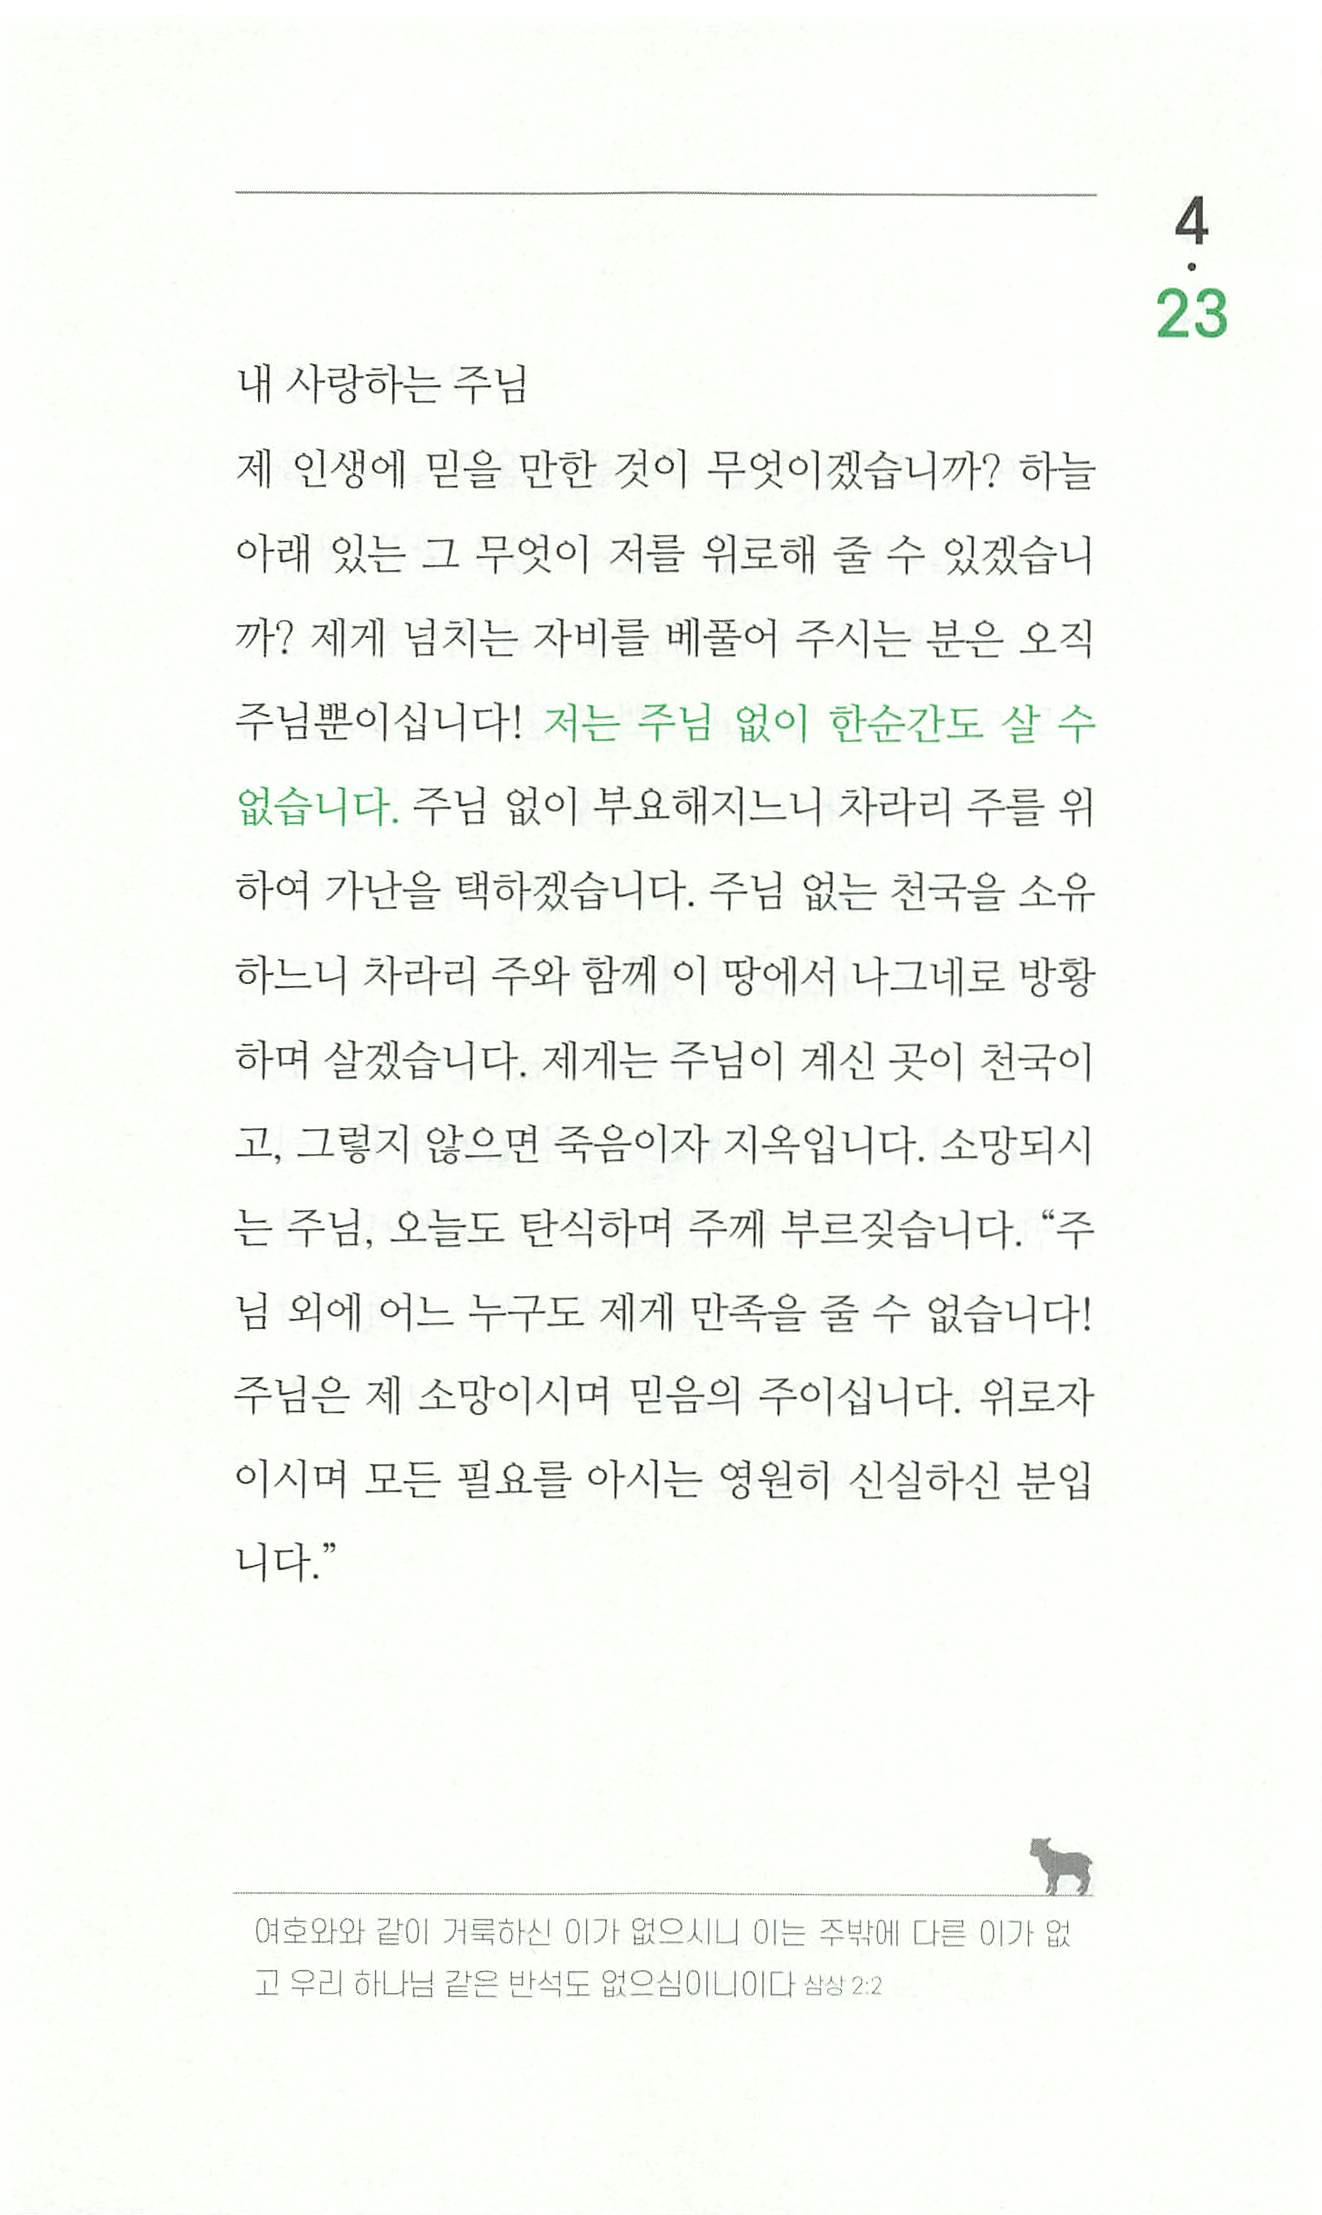 4
·
23
내 사랑하는 주님
제 인생에 믿을 만한 것이 무엇이겠습니까? 하늘
아래 있는 그 무엇이 저를 위로해 줄 수 있겠습니
까? 제게 넘치는 자비를 베풀어 주시는 분은 오직
주님뿐이십니다! 저는 주님 없이 한순간도 살 수
없습니다. 주님 없이 부요해지느니 차라리 주를 위
하여 가난을 택하겠습니다. 주님 없는 천국을 소유
하느니 차라리 주와 함께 이 땅에서 나그네로 방황
하며 살겠습니다. 제게는 주님이 계신 곳이 천국이
고, 그렇지 않으면 죽음이자 지옥입니다. 소망되시
는 주님, 오늘도 탄식하며 주께 부르짖습니다. “주
님 외에 어느 누구도 제게 만족을 줄 수 없습니다!
주님은 제 소망이시며 믿음의 주이십니다. 위로자
이시며 모든 필요를 아시는 영원히 신실하신 분입
니다.”
여호와와 같이 거룩하신 이가 없으시니 이는 주밖에 다른 이가 없
고 우리 하나님 같은 반석도 없으심이니이다 삼상 2:2